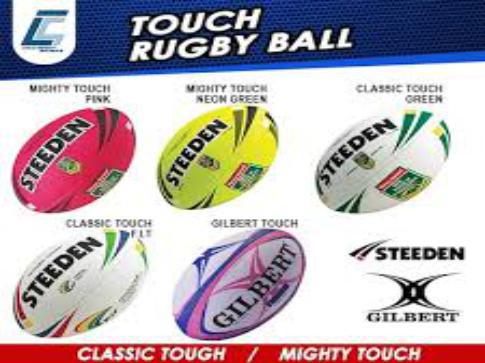 TOUCH
RUGBY BALL
MIGHTY TOUCH
PINK
MIGHTY TOUCH
NEON GREEN
CLASSIC TOUCH
GREEN
STEEDEN
STEEDEN
STEEDEN
CLASSIC TOUCH
F.I.T
GILBERT TOUCH
STEEDEN
GILBERT
STEEDEN
GILBERT
CLASSIC TOUGH / MIGHTY TOUCH